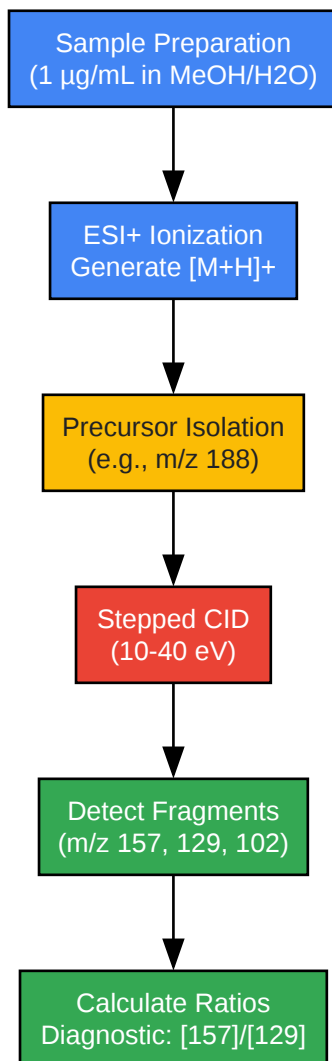 Sample Preparation
(1 µg/mL in MeOH/H2O)
ESI+ Ionization
Generate [M+H]+
Precursor Isolation
(e.g., m/z 188)
Stepped CID
(10-40 eV)
Detect Fragments
(m/z 157, 129, 102)
Calculate Ratios
Diagnostic: [157]/[129]